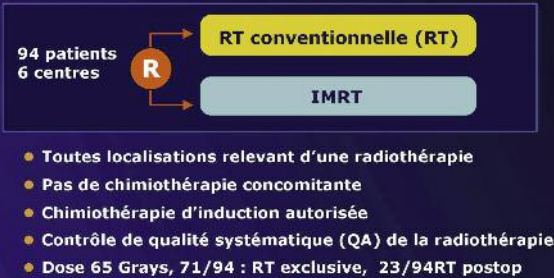 94 patients
6 centres
R
RT conventionnelle (RT)
IMRT
Toutes localisations relevant d'une radiothérapie
Pas de chimiothérapie concomitante
Chimiothérapie d'induction autorisée
Contrôle de qualité systématique (QA) de la radiothérapie
Dose 65 Grays, 71/94 : RT exclusive, 23/94RT postop